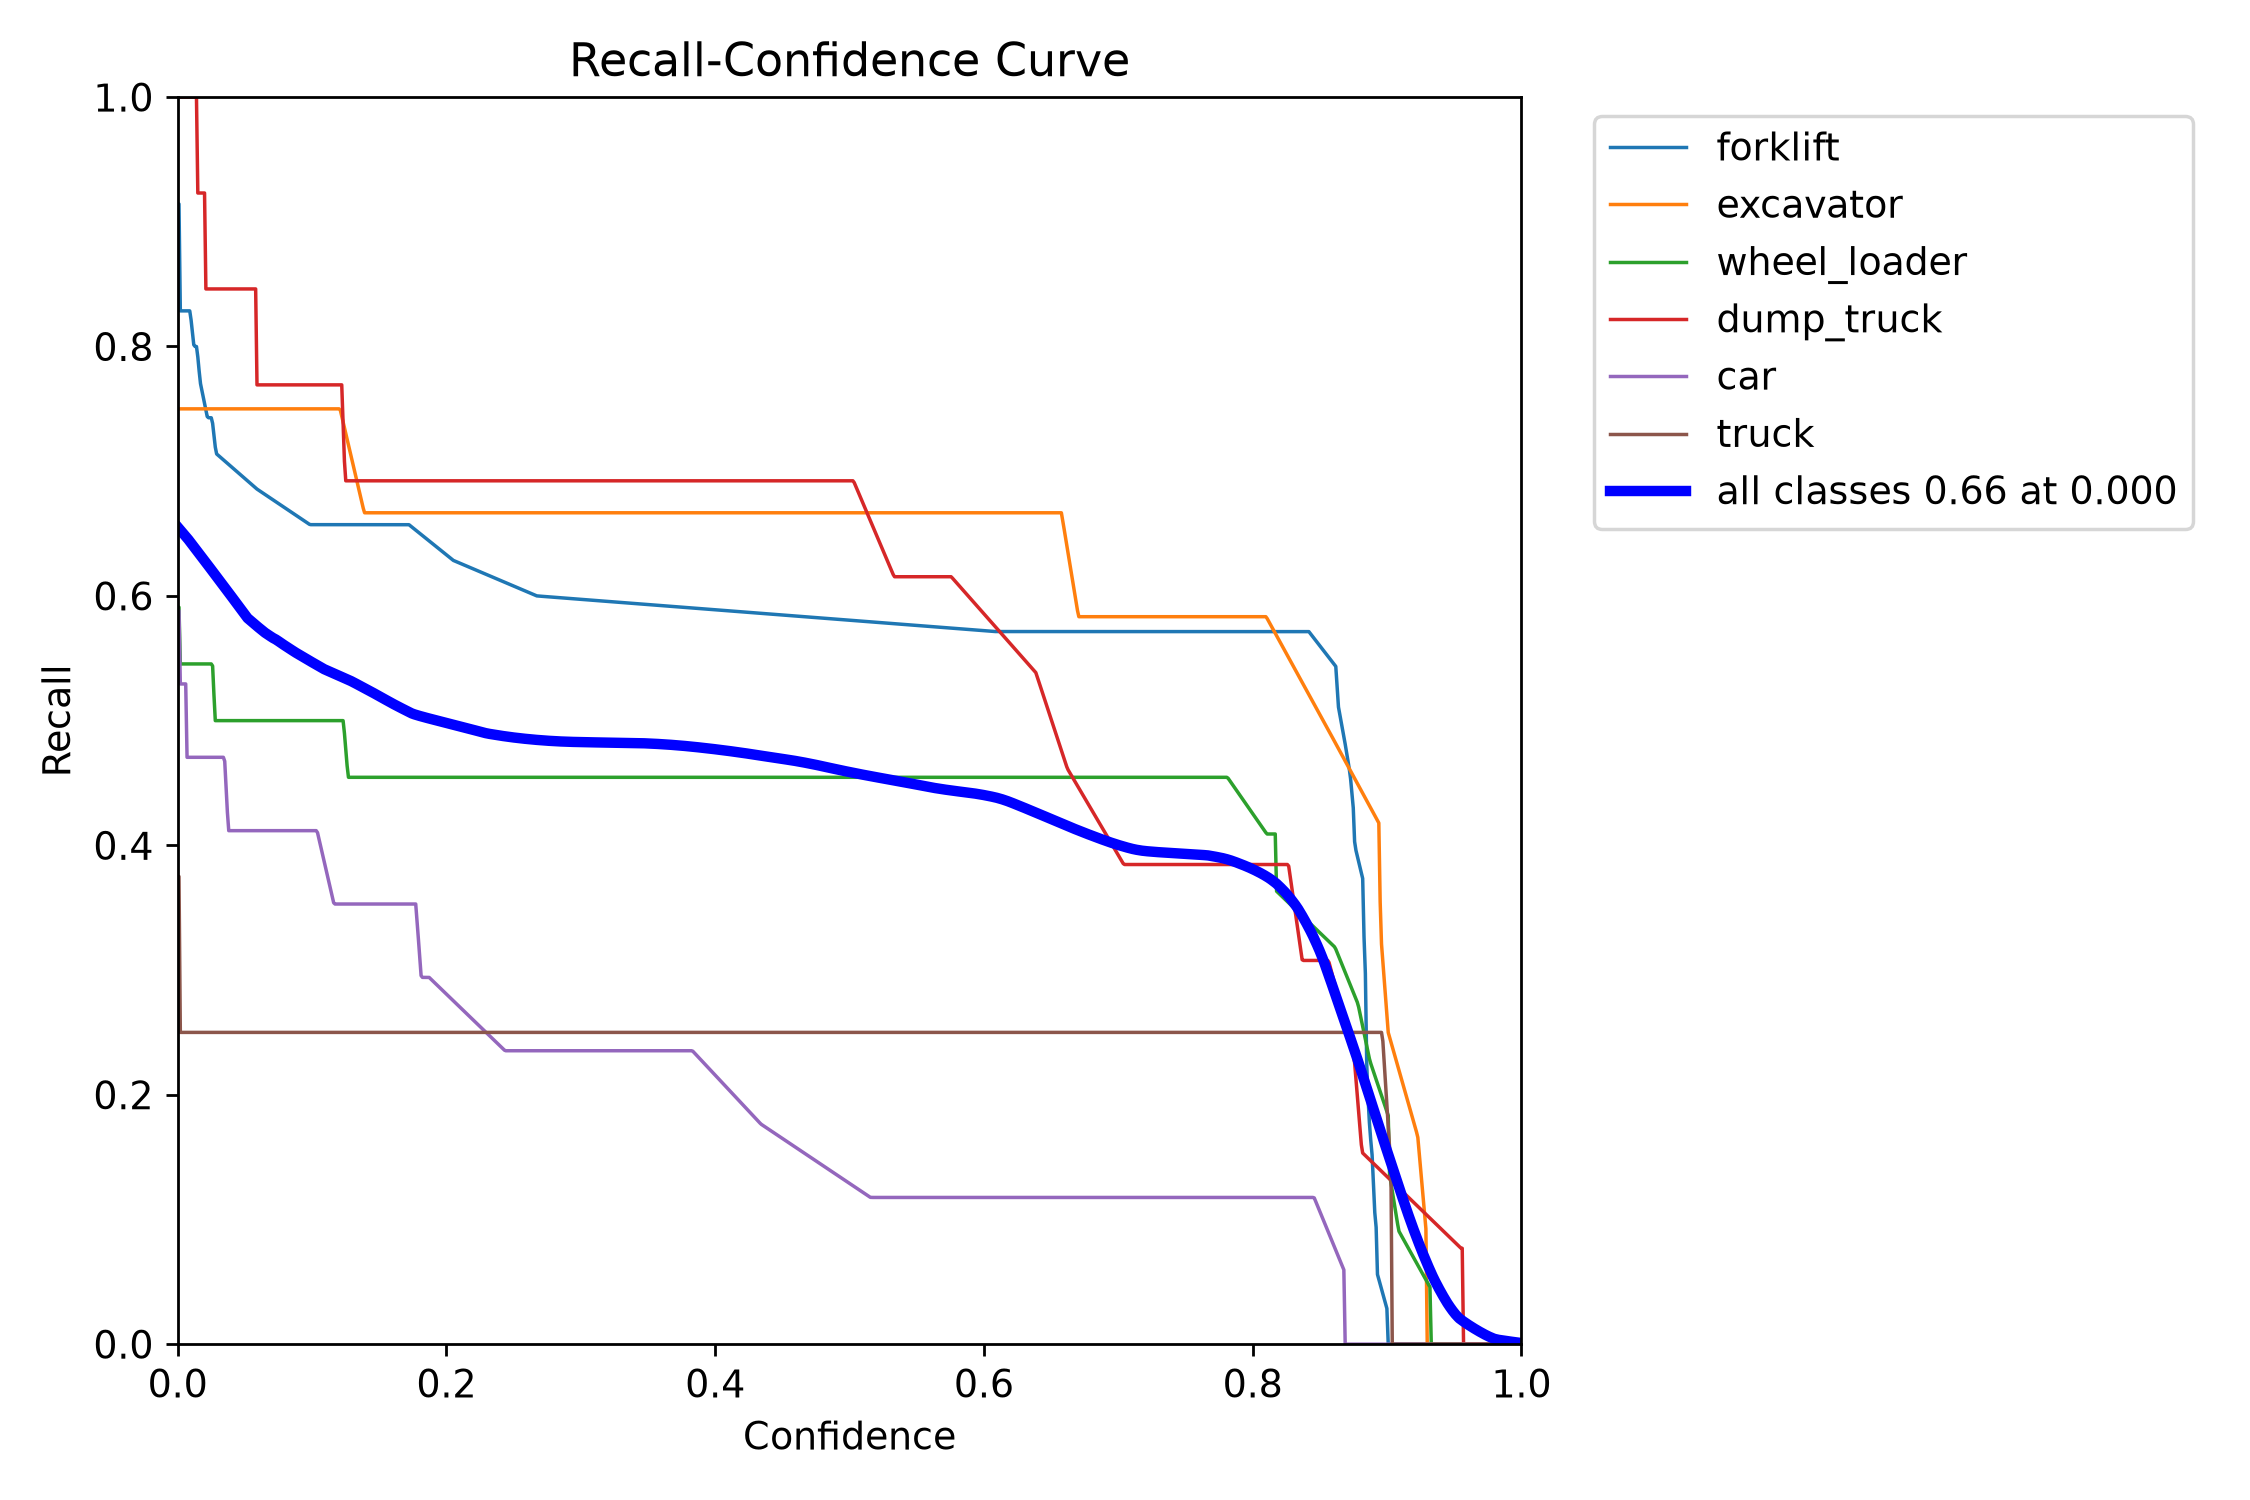 Recall-Confidence Curve
1.0
0.8
0.6
0.4
0.2
0.0
Recall
0.0 0.2 0.4 0.6 0.8 1.0
Confidence
forklift
excavator
wheel_loader
dump_truck
car
truck
all classes 0.66 at 0.000